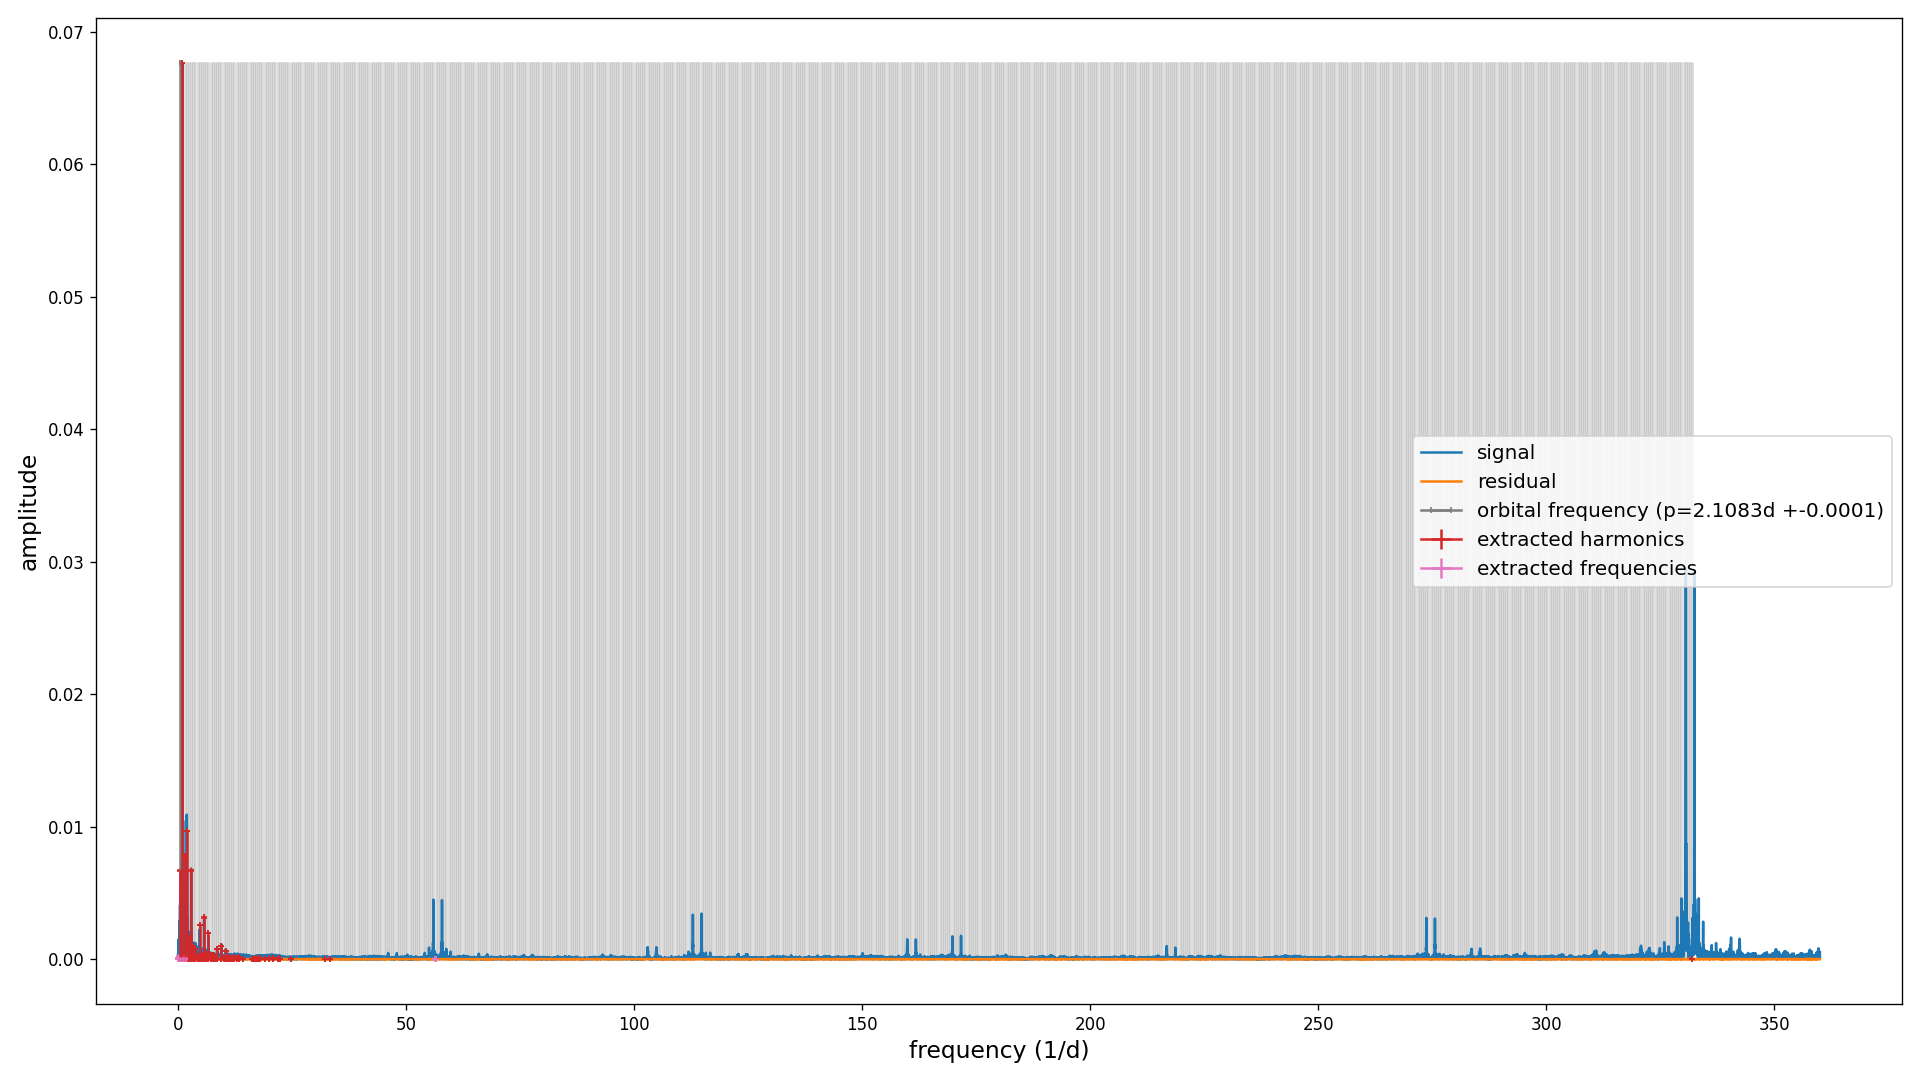 0.07
0.06
0.05
0.04
0.03
0.02
0.01
0.00
amplitude
signal
residual
orbital frequency (p=2.1083d +-0.0001)
extracted harmonics
extracted frequencies
0 50 100 150 200 250 300 350
frequency (1/d)